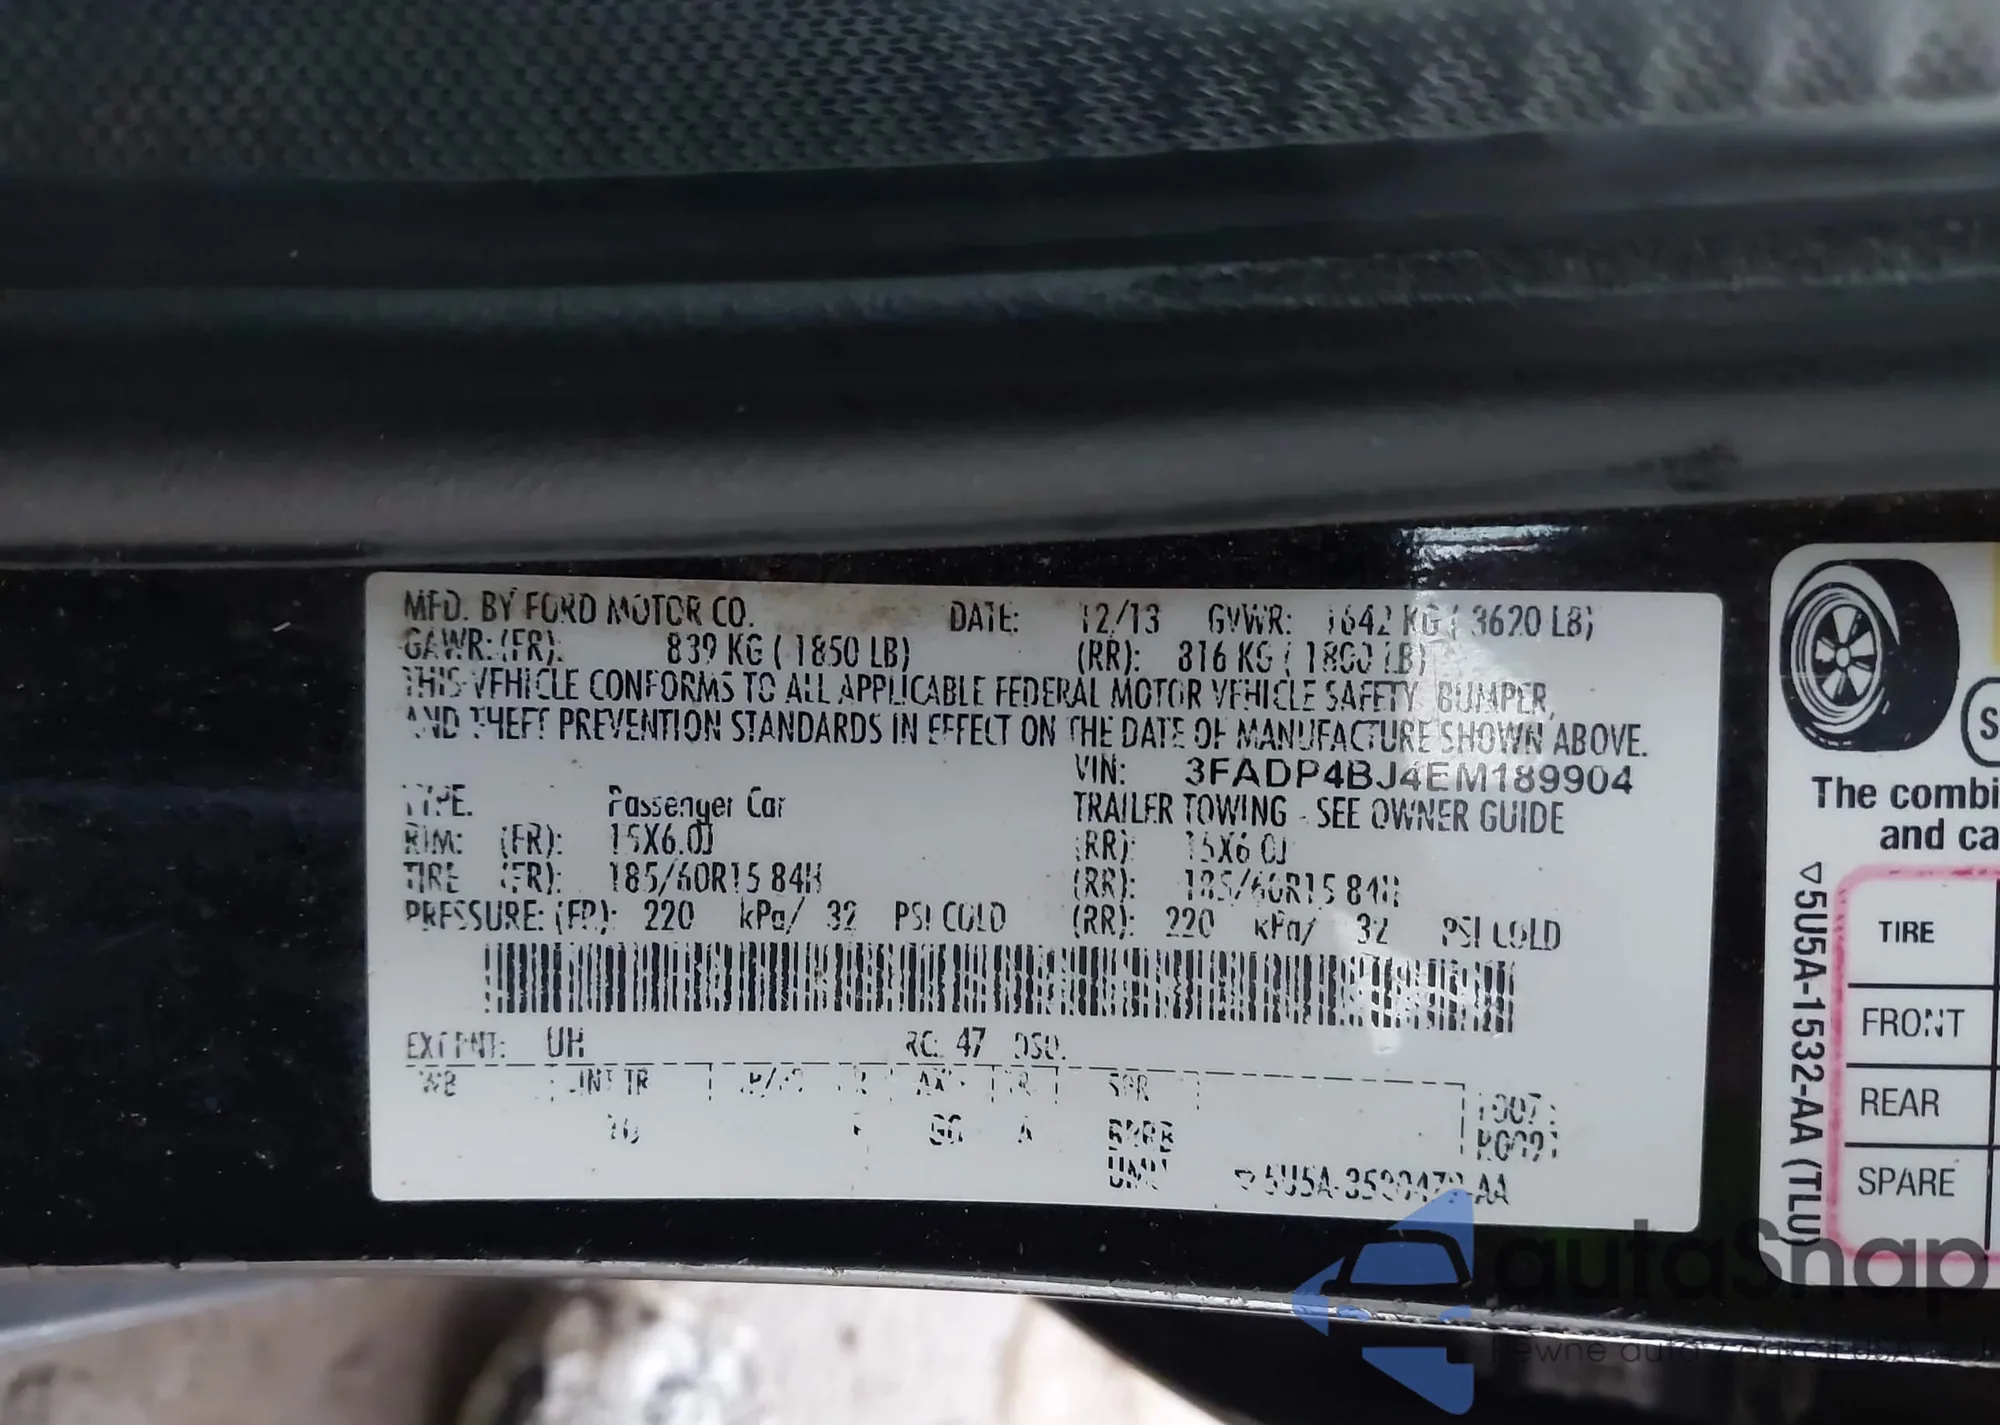 MFD. BY FORD MOTOR CO. DATE: 12/13 GVWR: 1642 KG ( 3620 LB)
GAWR: (FR): 839 KG ( 1850 LB) (RR): 816 KG ( 1800 LB)
THIS VEHICLE CONFORMS TO ALL APPLICABLE FEDERAL MOTOR VEHICLE SAFETY, BUMPER,
AND THEFT PREVENTION STANDARDS IN EFFECT ON THE DATE OF MANUFACTURE SHOWN ABOVE.
VIN: 3FADP4BJ4EM189904
TYPE: Passenger Car TRAILER TOWING - SEE OWNER GUIDE
RIM: (FR): 15X6.0J (RR): 15X6.0J
TIRE (FR): 185/60R15 84H (RR): 185/60R15 84H
PRESSURE: (FR): 220 kPa/ 32 PSI COLD (RR): 220 kPa/ 32 PSI COLD
EXT PNT: UH RC: 47 DSO:
WB INT TR AX SPR
UH
The combi
and ca
TIRE
FRONT
REAR
SPARE
▽5U5A-1532-AA (TLU)
autaSnap
Pewne auto z